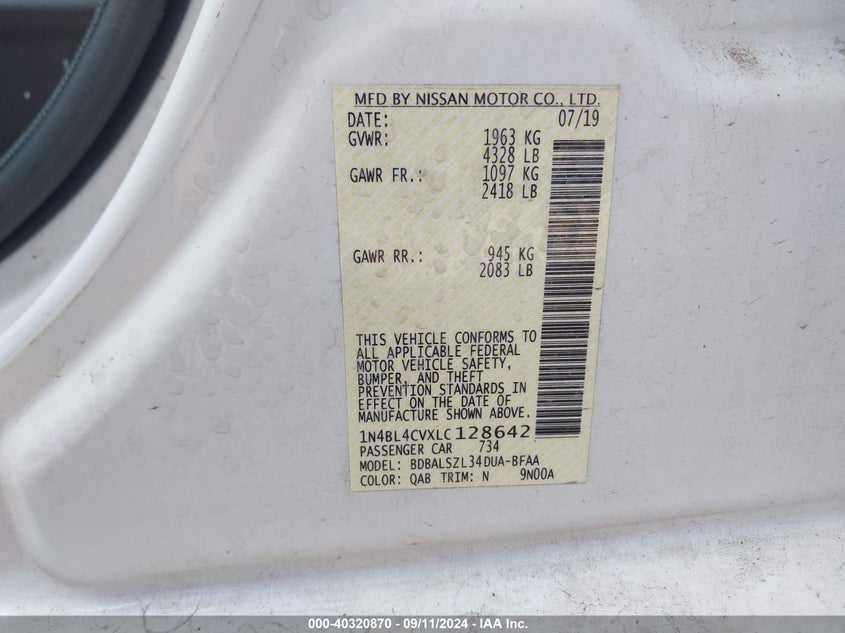 MFD BY NISSAN MOTOR CO., LTD.
DATE: 07/19
GVWR: 1963 KG
4328 LB
GAWR FR.: 1097 KG
2418 LB
GAWR RR.: 945 KG
2083 LB
THIS VEHICLE CONFORMS TO
ALL APPLICABLE FEDERAL
MOTOR VEHICLE SAFETY,
BUMPER, AND THEFT
PREVENTION STANDARDS IN
EFFECT ON THE DATE OF
MANUFACTURE SHOWN ABOVE.
1N4BL4CVXLC128642
PASSENGER CAR 734
MODEL: BDBALSZL34DUA-BFAA
COLOR: QAB TRIM: N 9N00A
000-40320870 - 09/11/2024 - IAA Inc.